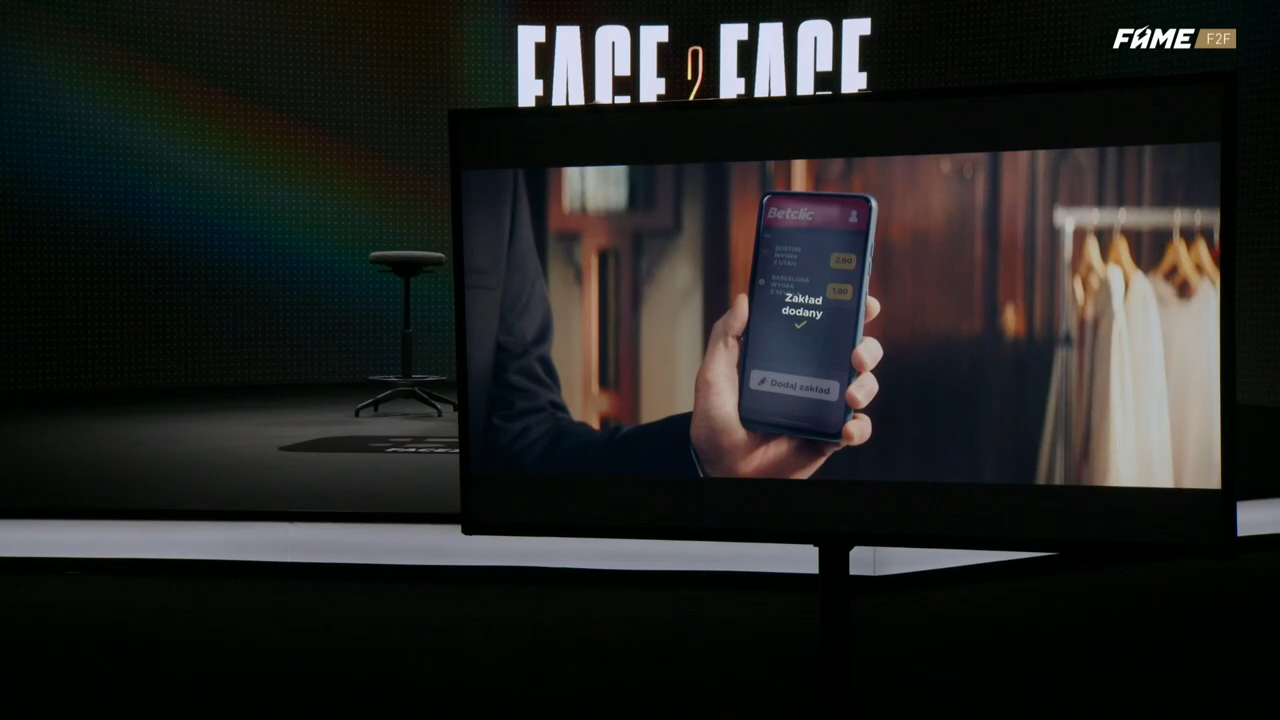 FACE 2 FACE
FAME F2F
Betclic
BOSTON
WYGRA
Z UTAH
2,60
BARCELONA
WYGRA
1,90
Zakład
dodany
Dodaj zakład